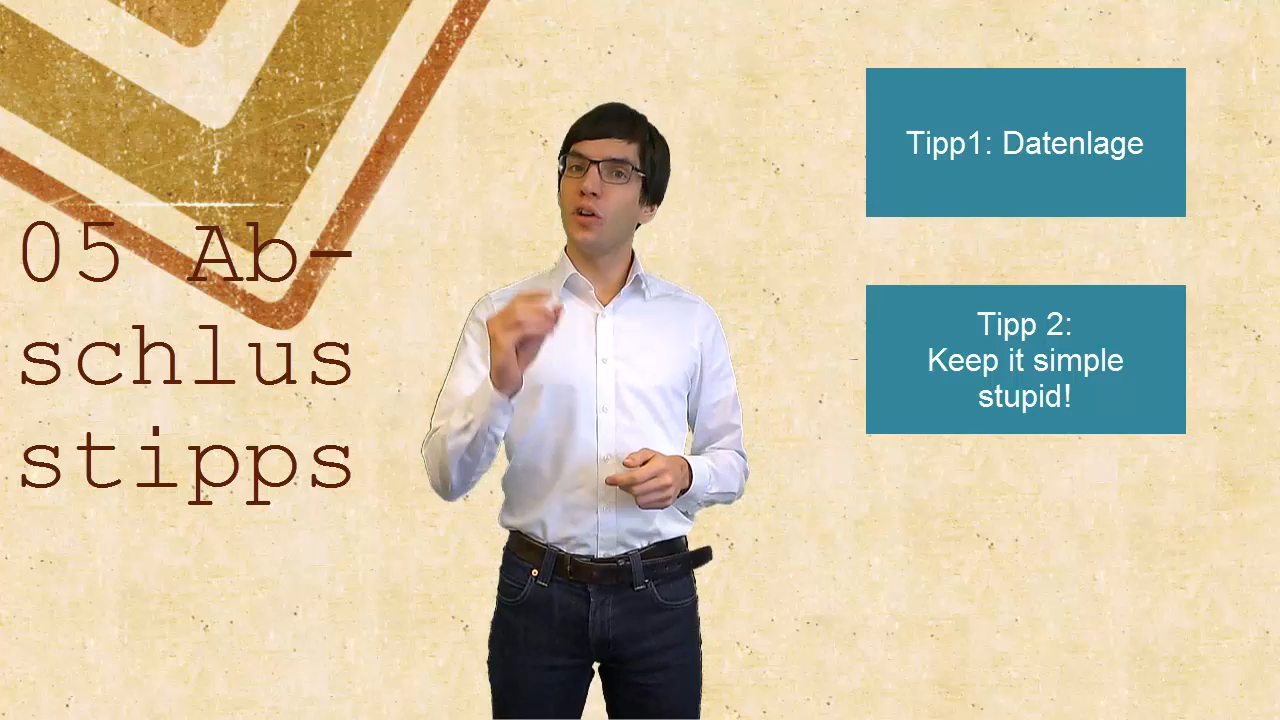 05 Ab-
schlus
stipps
Tipp1: Datenlage
Tipp 2:
Keep it simple
stupid!